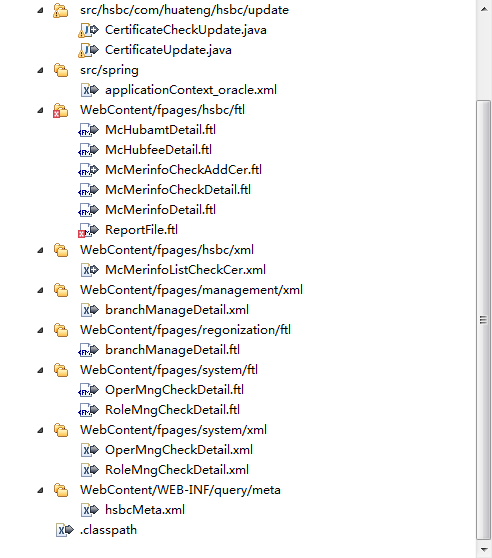 src/hsbc/com/huateng/hsbc/update
CertificateCheckUpdate.java
CertificateUpdate.java
src/spring
applicationContext_oracle.xml
WebContent/fpages/hsbc/ftl
McHubamtDetail.ftl
McHubfeeDetail.ftl
McMerinfoCheckAddCer.ftl
McMerinfoCheckDetail.ftl
McMerinfoDetail.ftl
ReportFile.ftl
WebContent/fpages/hsbc/xml
McMerinfoListCheckCer.xml
WebContent/fpages/management/xml
branchManageDetail.xml
WebContent/fpages/regonization/ftl
branchManageDetail.ftl
WebContent/fpages/system/ftl
OperMngCheckDetail.ftl
RoleMngCheckDetail.ftl
WebContent/fpages/system/xml
OperMngCheckDetail.xml
RoleMngCheckDetail.xml
WebContent/WEB-INF/query/meta
hsbcMeta.xml
.classpath